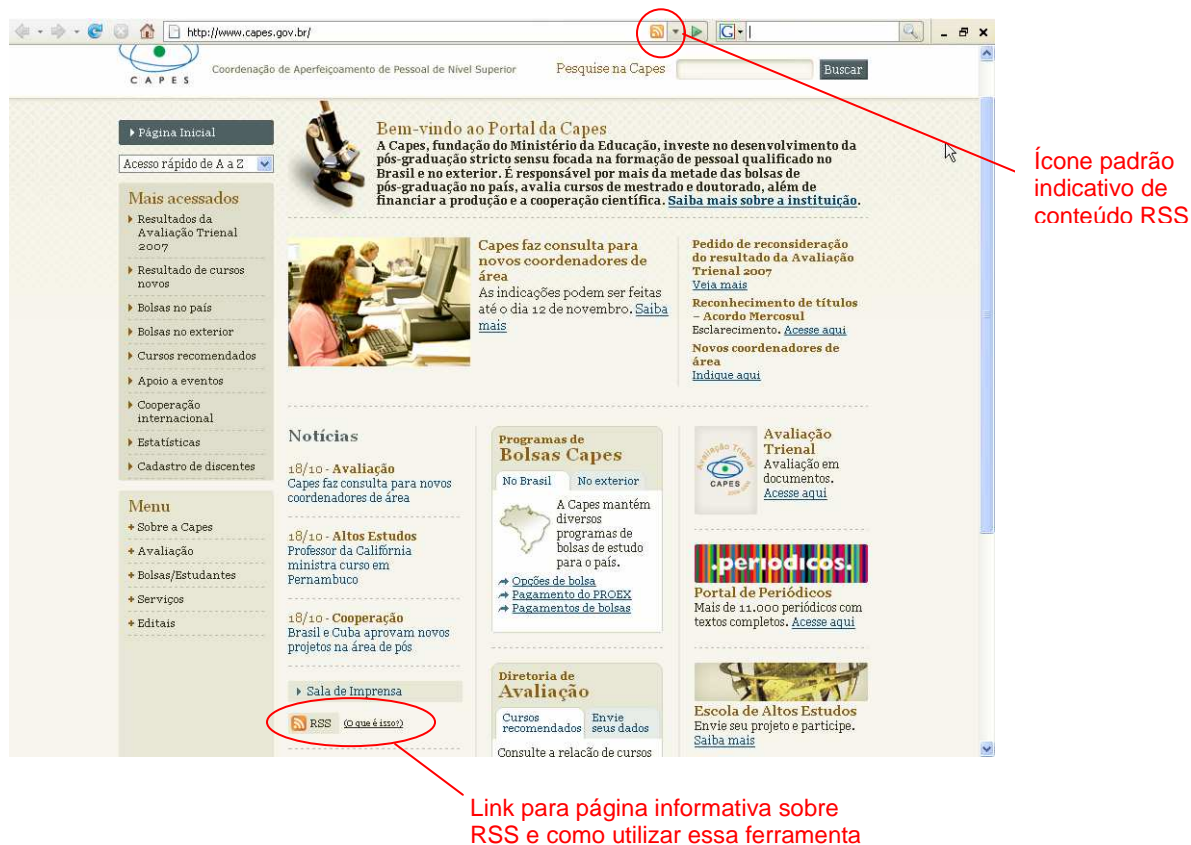 http://www.capes.gov.br/
G
CAPES
Coordenação de Aperfeiçoamento de Pessoal de Nível Superior
Pesquise na Capes
Buscar
Página Inicial
Acesso rápido de A a Z
Mais acessados
Resultados da
Avaliação Trienal
2007
Resultado de cursos
novos
Bolsas no país
Bolsas no exterior
Cursos recomendados
Apoio a eventos
Cooperação
internacional
Estatísticas
Cadastro de discentes
Menu
+ Sobre a Capes
+ Avaliação
+ Bolsas/Estudantes
+ Serviços
+ Editais
Bem-vindo ao Portal da Capes
A Capes, fundação do Ministério da Educação, investe no desenvolvimento da
pós-graduação stricto sensu focada na formação de pessoal qualificado no
Brasil e no exterior. É responsável por mais da metade das bolsas de
pós-graduação no país, avalia cursos de mestrado e doutorado, além de
financiar a produção e a cooperação científica. Saiba mais sobre a instituição.
Capes faz consulta para
novos coordenadores de
área
As indicações podem ser feitas
até o dia 12 de novembro. Saiba
mais
Pedido de reconsideração
do resultado da Avaliação
Trienal 2007
Veja mais
Reconhecimento de títulos
– Acordo Mercosul
Esclarecimento. Acesse aqui
Novos coordenadores de
área
Indique aqui
Notícias
18/10 - Avaliação
Capes faz consulta para novos
coordenadores de área
18/10 - Altos Estudos
Professor da Califórnia
ministra curso em
Pernambuco
18/10 - Cooperação
Brasil e Cuba aprovam novos
projetos na área de pós
Sala de Imprensa
RSS (O que é isso?)
Programas de
Bolsas Capes
No Brasil No exterior
A Capes mantém
diversos
programas de
bolsas de estudo
para o país.
Opções de bolsa
Pagamento do PROEX
Pagamentos de bolsas
Diretoria de
Avaliação
Cursos
recomendados
Envie
seus dados
Consulte a relação de cursos
Avaliação Trienal
CAPES
Avaliação
Trienal
Avaliação em
documentos.
Acesse aqui
.periodicos.
Portal de Periódicos
Mais de 11.000 periódicos com
textos completos. Acesse aqui
Escola de Altos Estudos
Envie seu projeto e participe.
Saiba mais
Ícone padrão
indicativo de
conteúdo RSS
Link para página informativa sobre
RSS e como utilizar essa ferramenta